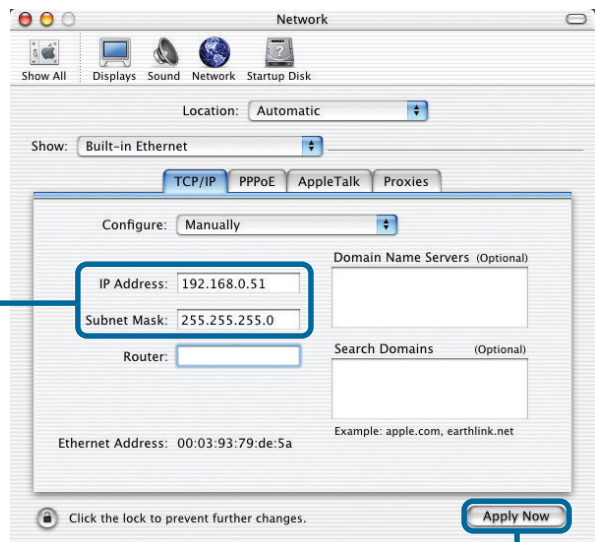 Network
Show All Displays Sound Network Startup Disk
Location: Automatic
Show: Built-in Ethernet
TCP/IP PPPoE AppleTalk Proxies
Configure: Manually
Domain Name Servers (Optional)
IP Address: 192.168.0.51
Subnet Mask: 255.255.255.0
Router:
Search Domains (Optional)
Example: apple.com, earthlink.net
Ethernet Address: 00:03:93:79:de:5a
Click the lock to prevent further changes.
Apply Now